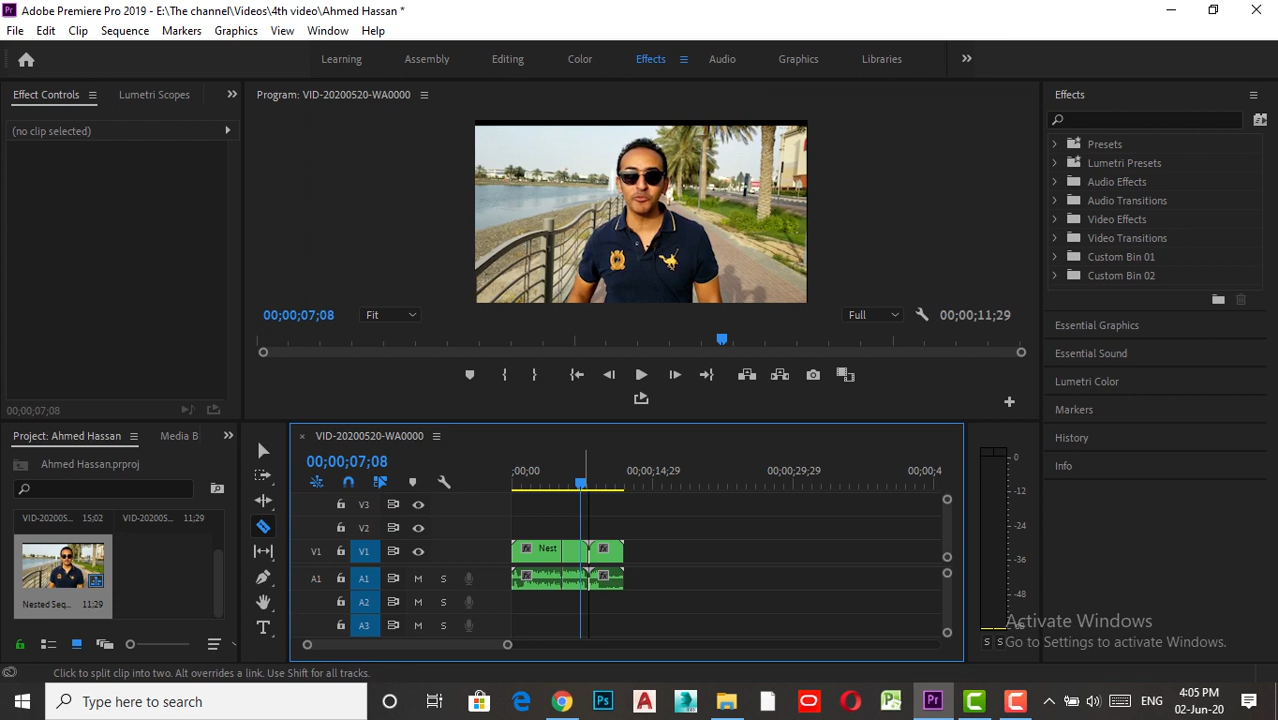 Adobe Premiere Pro 2019 - E:\The channel\Videos\4th video\Ahmed Hassan *
File Edit Clip Sequence Markers Graphics View Window Help
Learning Assembly Editing Color Effects Audio Graphics Libraries
Effect Controls Lumetri Scopes
(no clip selected)
00;00;07;08
Program: VID-20200520-WA0000
00;00;07;08 Fit Full 00;00;11;29
Effects
Presets
Lumetri Presets
Audio Effects
Audio Transitions
Video Effects
Video Transitions
Custom Bin 01
Custom Bin 02
Essential Graphics
Essential Sound
Lumetri Color
Markers
History
Info
Project: Ahmed Hassan Media B
Ahmed Hassan.prproj
VID-20200S... 15,02 VID-20200S... 11:29
Nested Seq... 11:29
VID-20200520-WA0000
00;00;07;08
;00;00 00;00;14;29 00;00;29;29 00;00;4
V3
V2
V1 V1 fx Nest fx
A1 A1 M S fx fx
A2 M S
A3 M S
0
-12
-24
-36
-48
S S
Activate Windows
Go to Settings to activate Windows.
Click to split clip into two. Alt overrides a link. Use Shift for all tracks.
Type here to search
Ps
Pr
ENG
4:05 PM
02-Jun-20